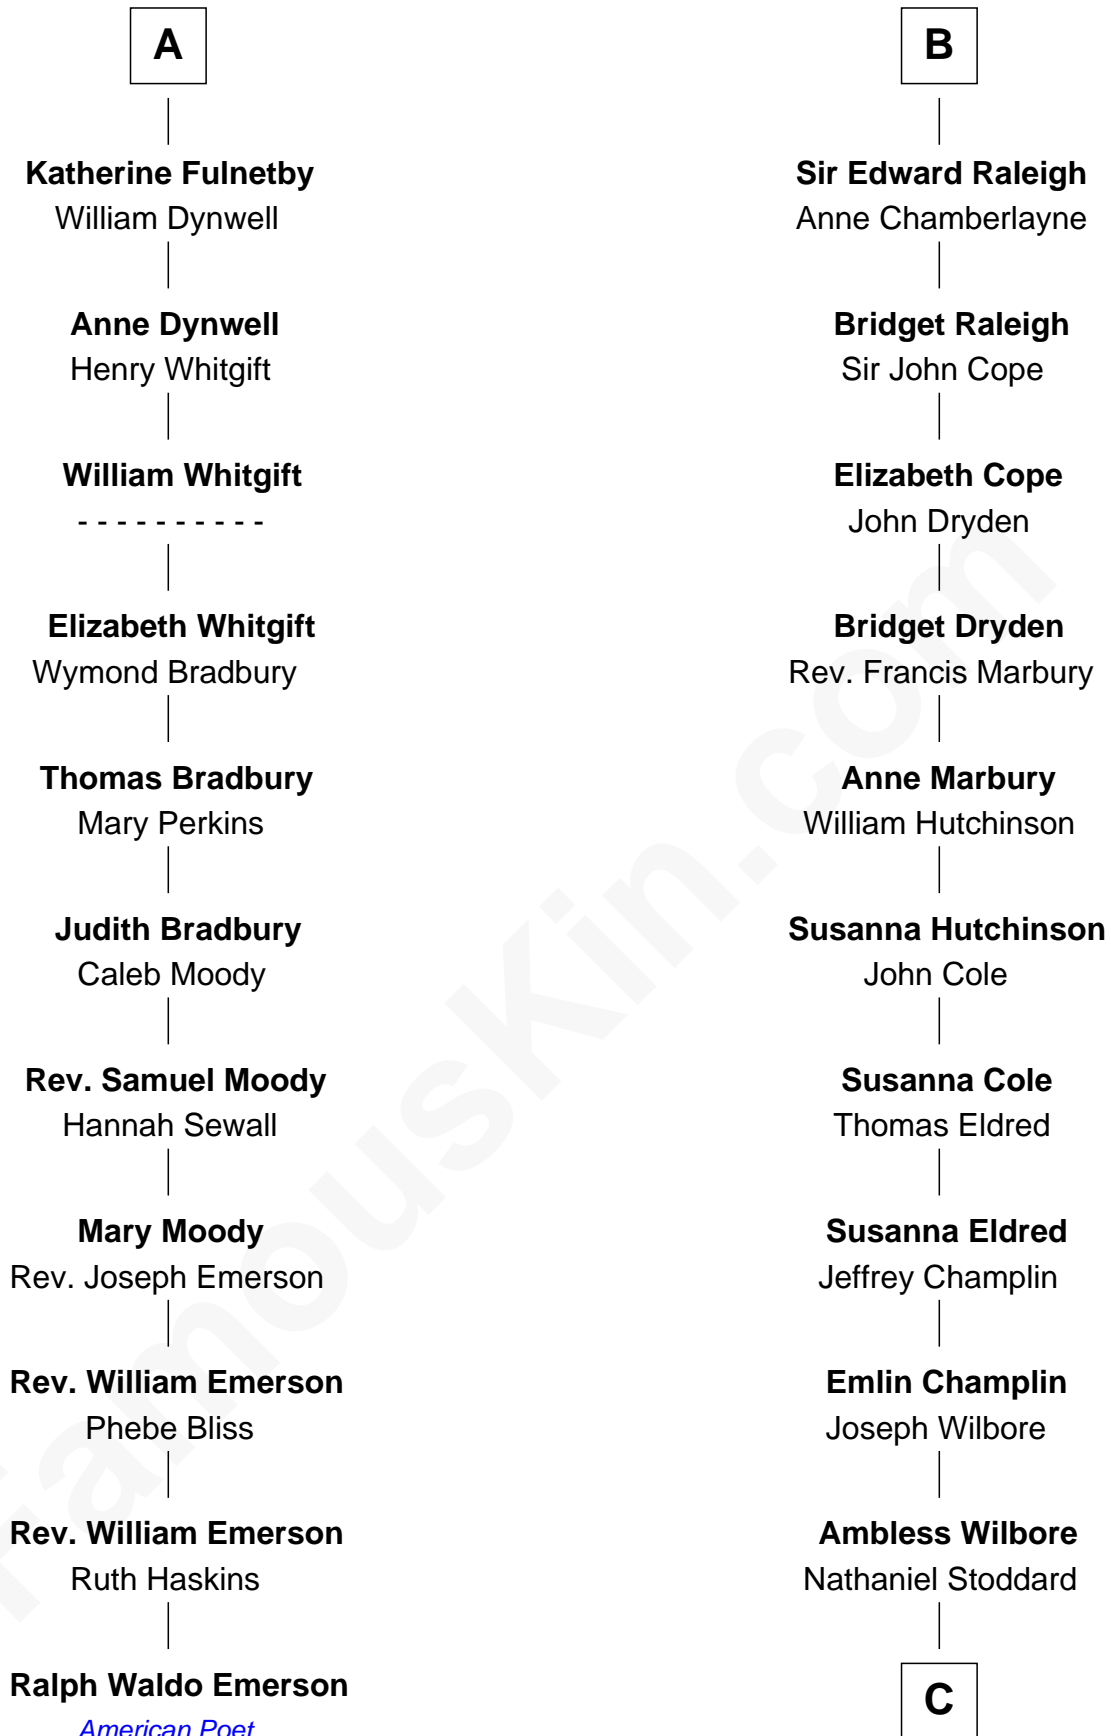 A
Katherine Fulnetby
William Dynwell
Anne Dynwell
Henry Whitgift
William Whitgift
- - - - - - - - - -
Elizabeth Whitgift
Wymond Bradbury
Thomas Bradbury
Mary Perkins
Judith Bradbury
Caleb Moody
Rev. Samuel Moody
Hannah Sewall
Mary Moody
Rev. Joseph Emerson
Rev. William Emerson
Phebe Bliss
Rev. William Emerson
Ruth Haskins
Ralph Waldo Emerson
American Poet
B
Sir Edward Raleigh
Anne Chamberlayne
Bridget Raleigh
Sir John Cope
Elizabeth Cope
John Dryden
Bridget Dryden
Rev. Francis Marbury
Anne Marbury
William Hutchinson
Susanna Hutchinson
John Cole
Susanna Cole
Thomas Eldred
Susanna Eldred
Jeffrey Champlin
Emlin Champlin
Joseph Wilbore
Ambless Wilbore
Nathaniel Stoddard
C
FamousKin.com